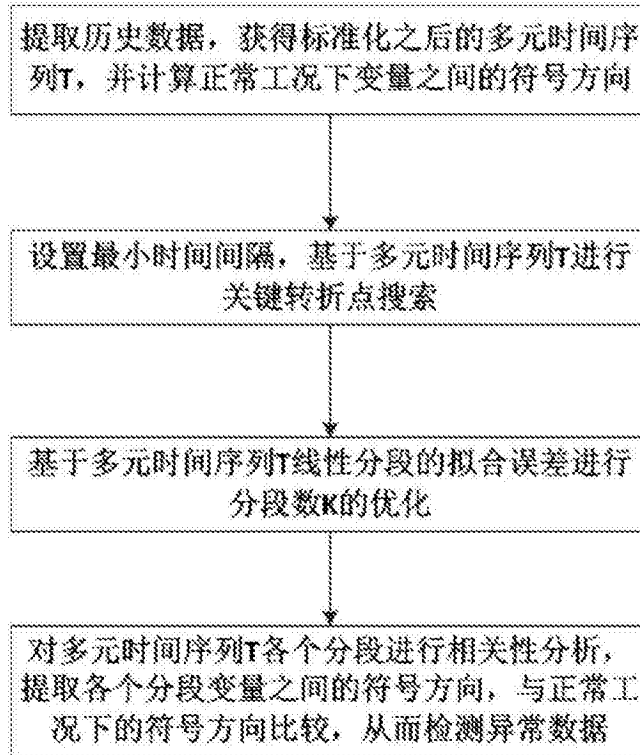 提取历史数据，获得标准化之后的多元时间序
列T，并计算正常工况下变量之间的符号方向
设置最小时间间隔，基于多元时间序列T进行
关键转折点搜索
基于多元时间序列T线性分段的拟合误差进行
分段数K的优化
对多元时间序列T各个分段进行相关性分析，
提取各个分段变量之间的符号方向，与正常工
况下的符号方向比较，从而检测异常数据